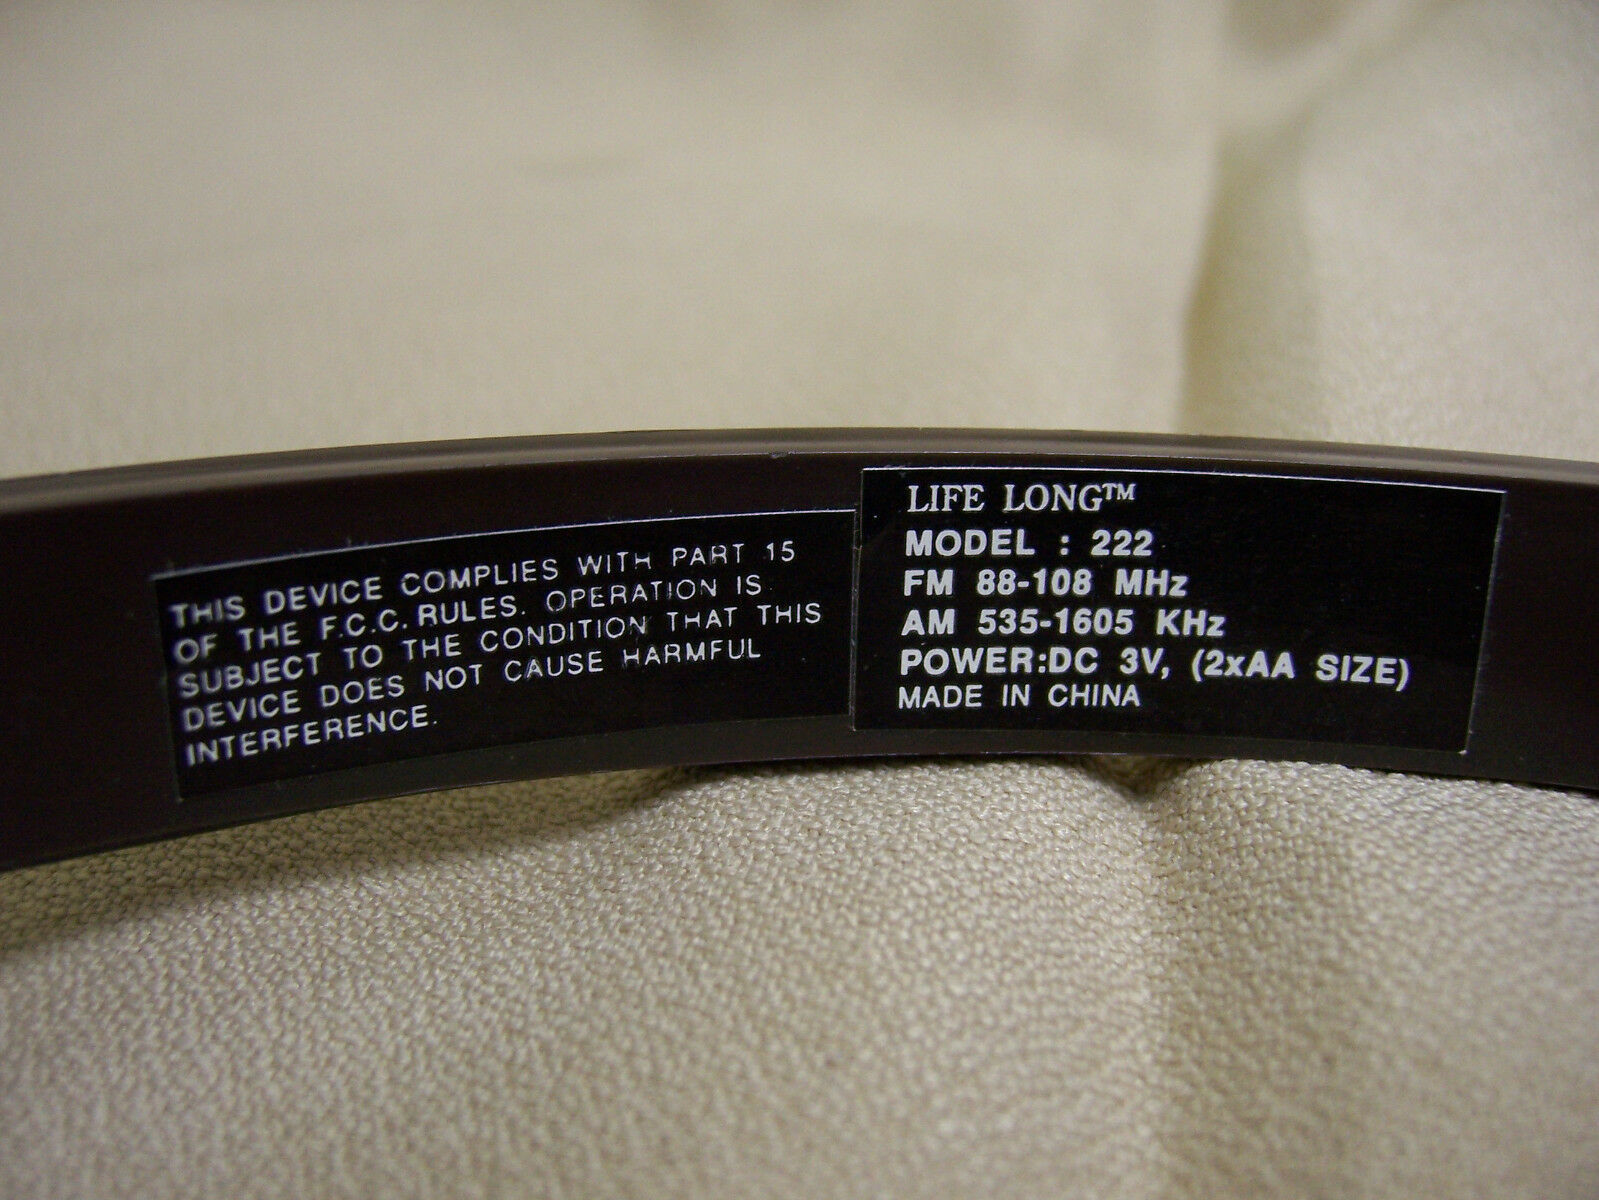 THIS DEVICE COMPLIES WITH PART 15
OF THE F.C.C. RULES. OPERATION IS
SUBJECT TO THE CONDITION THAT THIS
DEVICE DOES NOT CAUSE HARMFUL
INTERFERENCE.
LIFE LONG™
MODEL : 222
FM 88-108 MHz
AM 535-1605 KHz
POWER:DC 3V, (2xAA SIZE)
MADE IN CHINA